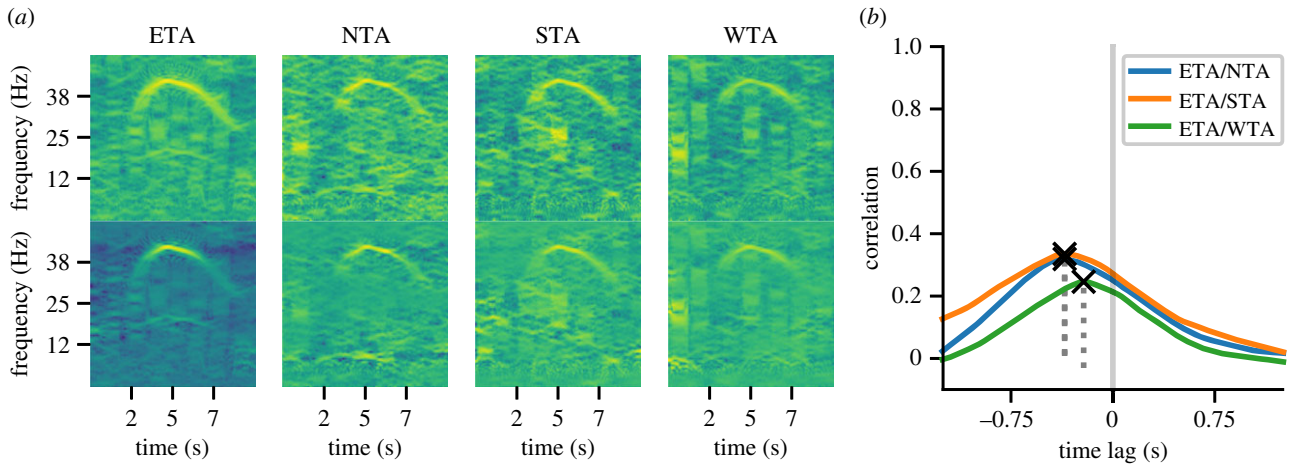 (a)
ETA NTA STA WTA
frequency (Hz)
38
25
12
frequency (Hz)
38
25
12
2 5 7 2 5 7 2 5 7 2 5 7
time (s) time (s) time (s) time (s)
(b)
1.0
0.8
0.6
0.4
0.2
0
correlation
ETA/NTA
ETA/STA
ETA/WTA
–0.75 0 0.75
time lag (s)